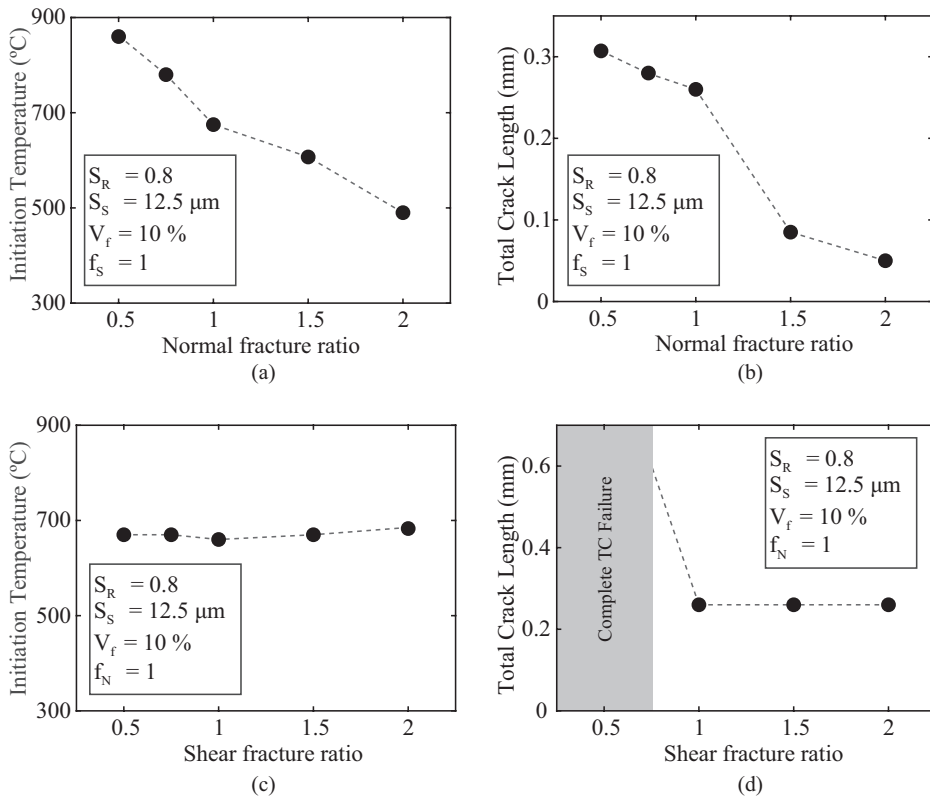 900
700
500
300
Initiation Temperature (ºC)
S_R = 0.8
S_S = 12.5 μm
V_f = 10 %
f_S = 1
0.5 1 1.5 2
Normal fracture ratio
(a)
0.3
0.2
0.1
0
Total Crack Length (mm)
S_R = 0.8
S_S = 12.5 μm
V_f = 10 %
f_S = 1
0.5 1 1.5 2
Normal fracture ratio
(b)
900
700
500
300
Initiation Temperature (ºC)
S_R = 0.8
S_S = 12.5 μm
V_f = 10 %
f_N = 1
0.5 1 1.5 2
Shear fracture ratio
(c)
0.6
0.4
0.2
0
Total Crack Length (mm)
Complete TC Failure
S_R = 0.8
S_S = 12.5 μm
V_f = 10 %
f_N = 1
0.5 1 1.5 2
Shear fracture ratio
(d)